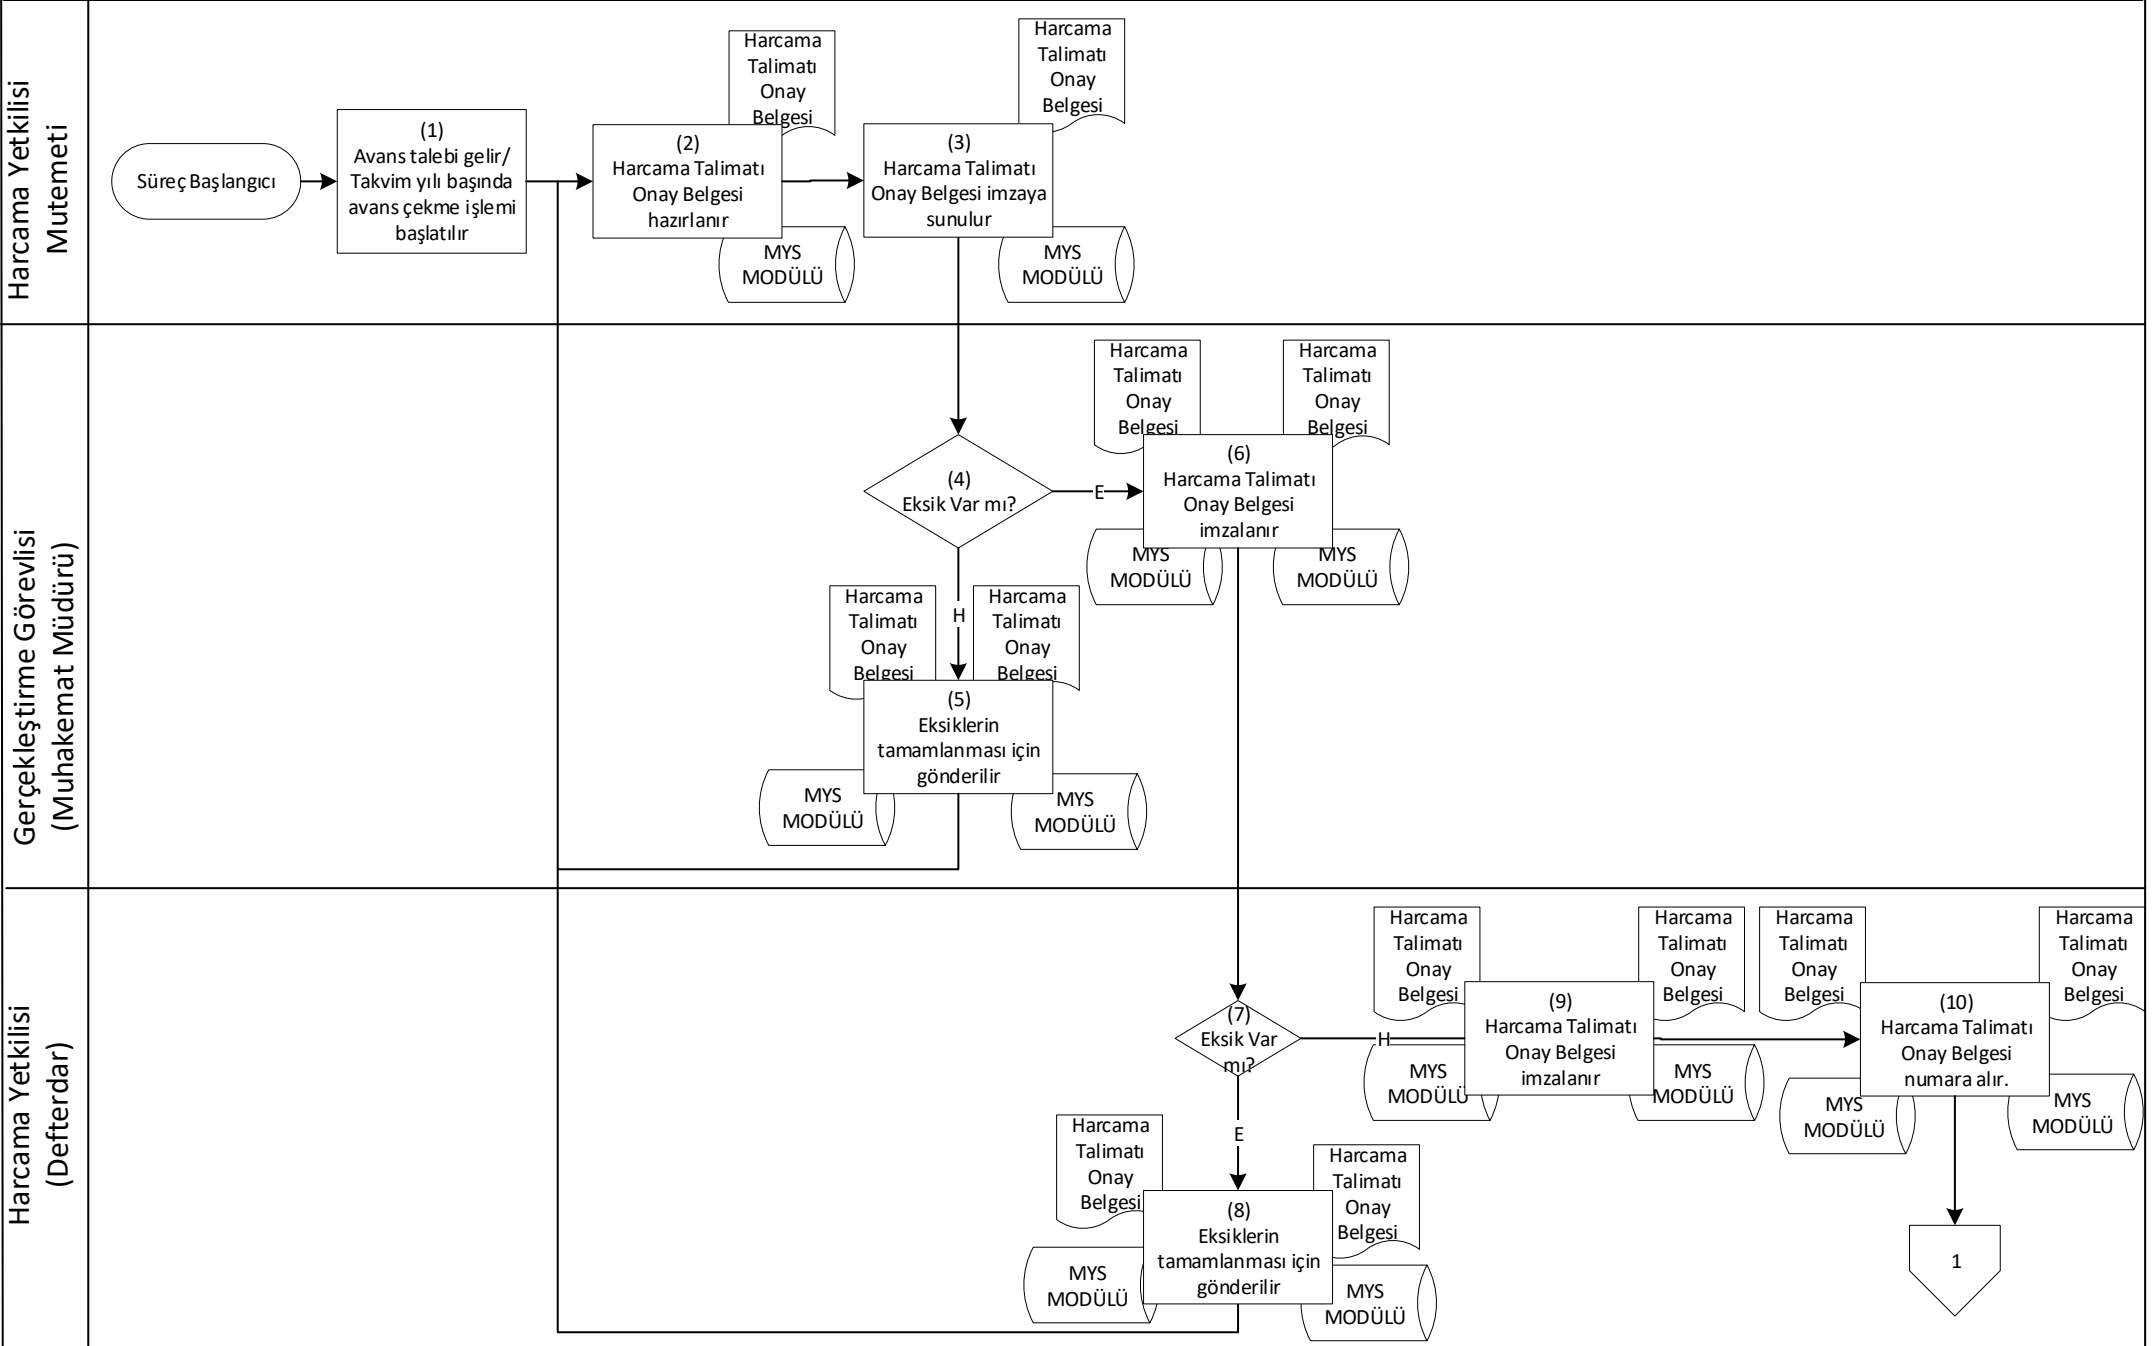 Harcama Yetkilisi
Mutemeti
Süreç Başlangıcı
(1)
Avans talebi gelir/
Takvim yılı başında
avans çekme işlemi
başlatılır
Harcama
Talimatı
Onay
Belgesi
(2)
Harcama Talimatı
Onay Belgesi
hazırlanır
MYS
MODÜLÜ
Harcama
Talimatı
Onay
Belgesi
(3)
Harcama Talimatı
Onay Belgesi imzaya
sunulur
MYS
MODÜLÜ
Gerçekleştirme Görevlisi
(Muhakemat Müdürü)
(4)
Eksik Var mı?
E
H
Harcama
Talimatı
Onay
Belgesi
Harcama
Talimatı
Onay
Belgesi
(6)
Harcama Talimatı
Onay Belgesi
imzalanır
MYS
MODÜLÜ
MYS
MODÜLÜ
Harcama
Talimatı
Onay
Belgesi
Harcama
Talimatı
Onay
Belgesi
(5)
Eksiklerin
tamamlanması için
gönderilir
MYS
MODÜLÜ
MYS
MODÜLÜ
Harcama Yetkilisi
(Defterdar)
(7)
Eksik Var
mı?
H
E
Harcama
Talimatı
Onay
Belgesi
Harcama
Talimatı
Onay
Belgesi
(9)
Harcama Talimatı
Onay Belgesi
imzalanır
MYS
MODÜLÜ
MYS
MODÜLÜ
Harcama
Talimatı
Onay
Belgesi
Harcama
Talimatı
Onay
Belgesi
(10)
Harcama Talimatı
Onay Belgesi
numara alır.
MYS
MODÜLÜ
MYS
MODÜLÜ
Harcama
Talimatı
Onay
Belgesi
Harcama
Talimatı
Onay
Belgesi
(8)
Eksiklerin
tamamlanması için
gönderilir
MYS
MODÜLÜ
MYS
MODÜLÜ
1